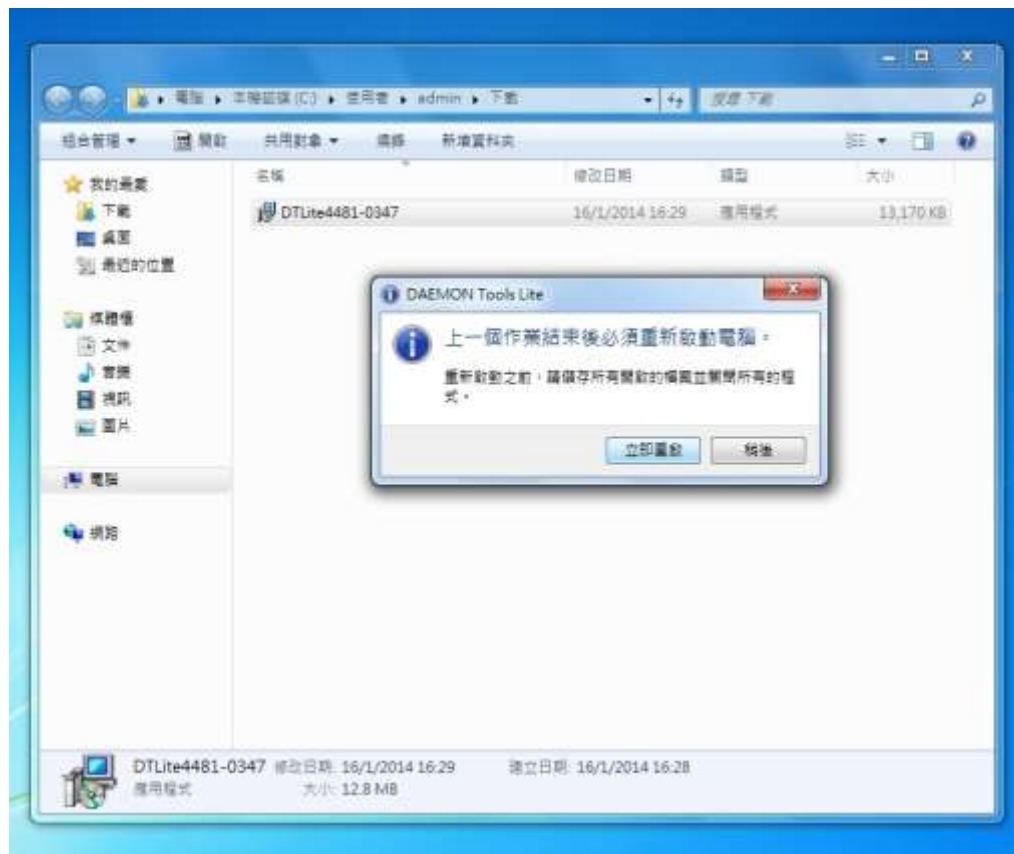 電腦 ▸ 本機磁碟 (C:) ▸ 使用者 ▸ admin ▸ 下載
搜尋 下載
組合管理 開啟 共用對象 燒錄 新增資料夾
名稱 修改日期 類型 大小
DTLite4481-0347 16/1/2014 16:29 應用程式 13,170 KB
我的最愛
下載
桌面
最近的位置
媒體櫃
文件
音樂
視訊
圖片
電腦
網路
DAEMON Tools Lite
上一個作業結束後必須重新啟動電腦。
重新啟動之前，請儲存所有開啟的檔案並關閉所有的程
式。
立即重啟 稍後
DTLite4481-0347 修改日期: 16/1/2014 16:29 建立日期: 16/1/2014 16:28
應用程式 大小: 12.8 MB